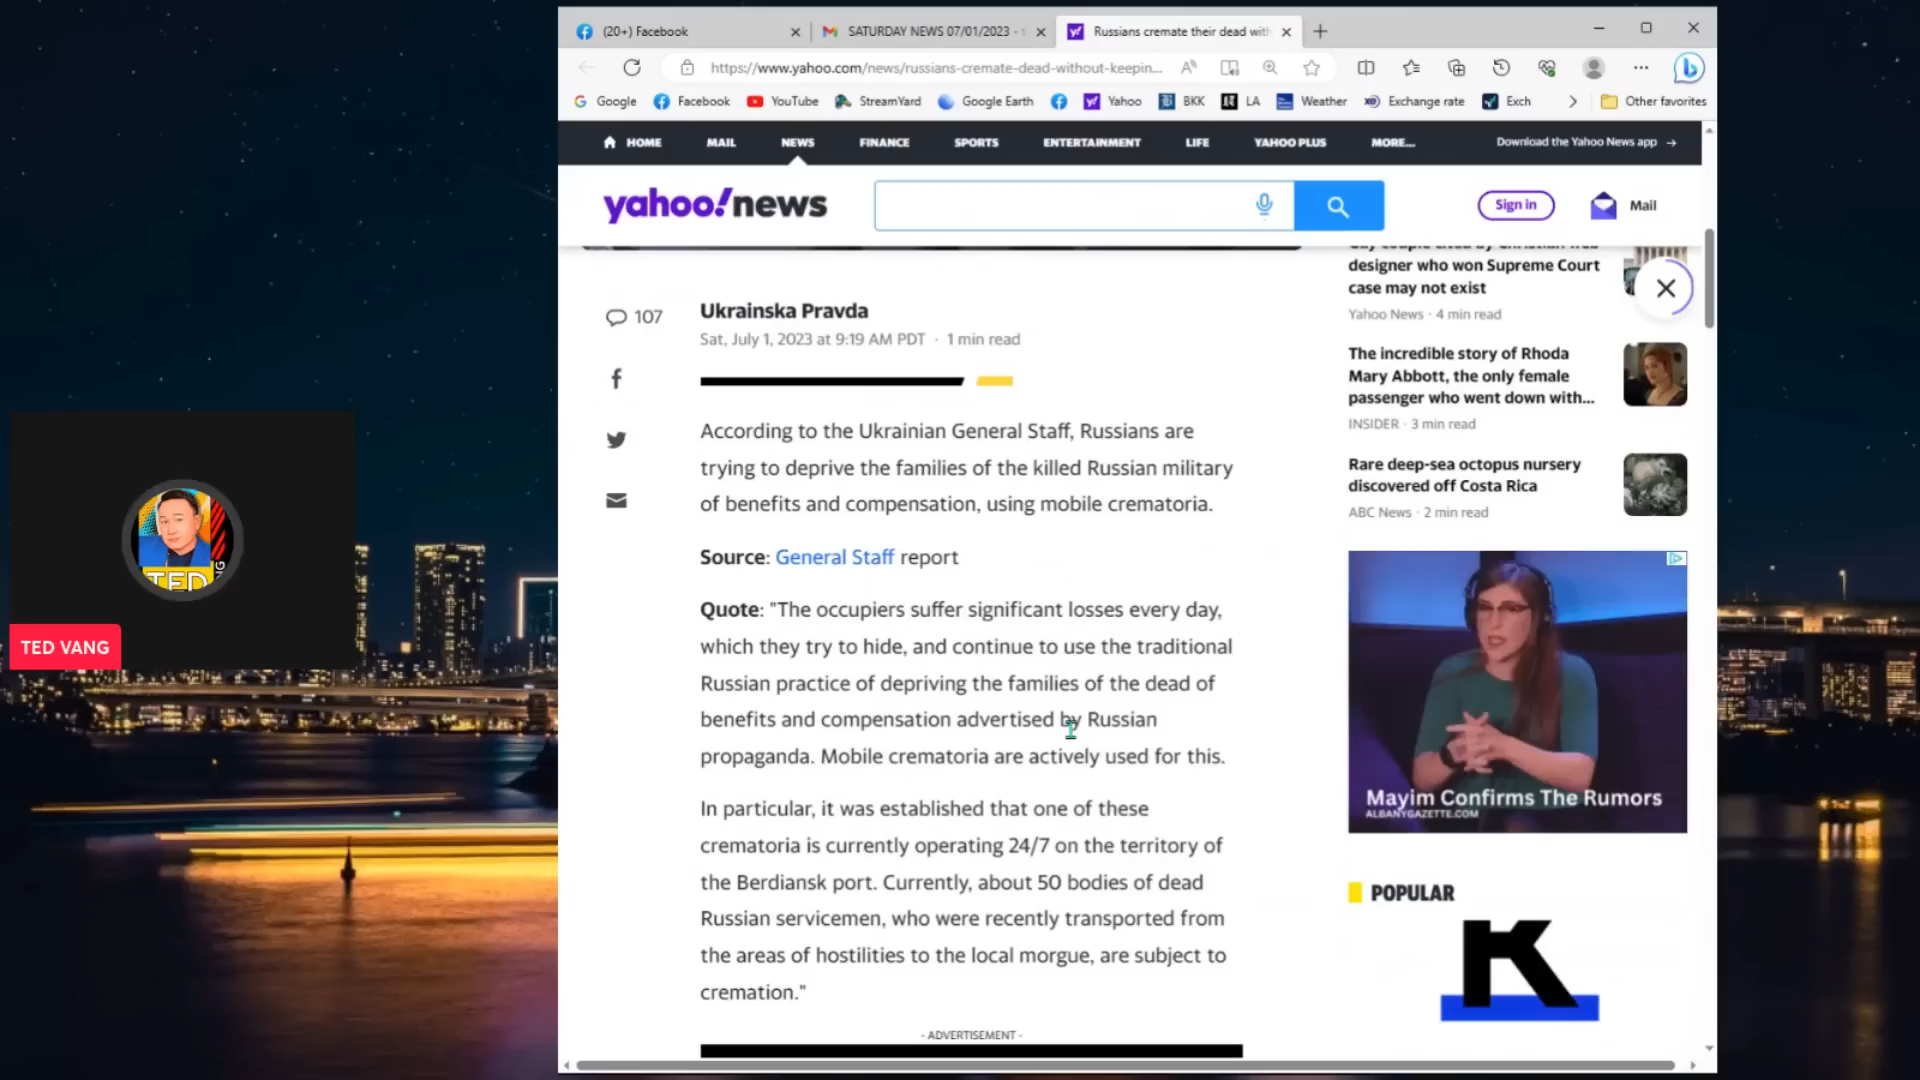 (20+) Facebook
SATURDAY NEWS 07/01/2023 -
Russians cremate their dead with
https://www.yahoo.com/news/russians-cremate-dead-without-keepin...
Google
Facebook
YouTube
StreamYard
Google Earth
Yahoo
BKK
LA
Weather
Exchange rate
Exch
Other favorites
HOME
MAIL
NEWS
FINANCE
SPORTS
ENTERTAINMENT
LIFE
YAHOO PLUS
MORE...
Download the Yahoo News app →
yahoo!news
Sign in
Mail
107
Ukrainska Pravda
Sat, July 1, 2023 at 9:19 AM PDT · 1 min read
According to the Ukrainian General Staff, Russians are
trying to deprive the families of the killed Russian military
of benefits and compensation, using mobile crematoria.
Source: General Staff report
Quote: "The occupiers suffer significant losses every day,
which they try to hide, and continue to use the traditional
Russian practice of depriving the families of the dead of
benefits and compensation advertised by Russian
propaganda. Mobile crematoria are actively used for this.
In particular, it was established that one of these
crematoria is currently operating 24/7 on the territory of
the Berdiansk port. Currently, about 50 bodies of dead
Russian servicemen, who were recently transported from
the areas of hostilities to the local morgue, are subject to
cremation."
- ADVERTISEMENT -
designer who won Supreme Court
case may not exist
Yahoo News · 4 min read
The incredible story of Rhoda
Mary Abbott, the only female
passenger who went down with...
INSIDER · 3 min read
Rare deep-sea octopus nursery
discovered off Costa Rica
ABC News · 2 min read
Mayim Confirms The Rumors
ALBANYGAZETTE.COM
POPULAR
K
TED
TED VANG